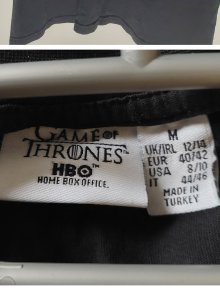 GAME OF
THRONES™
HBO
HOME BOX OFFICE.
M
UK/IRL 12/14
EUR 40/42
USA 8/10
IT 44/46
MADE IN
TURKEY